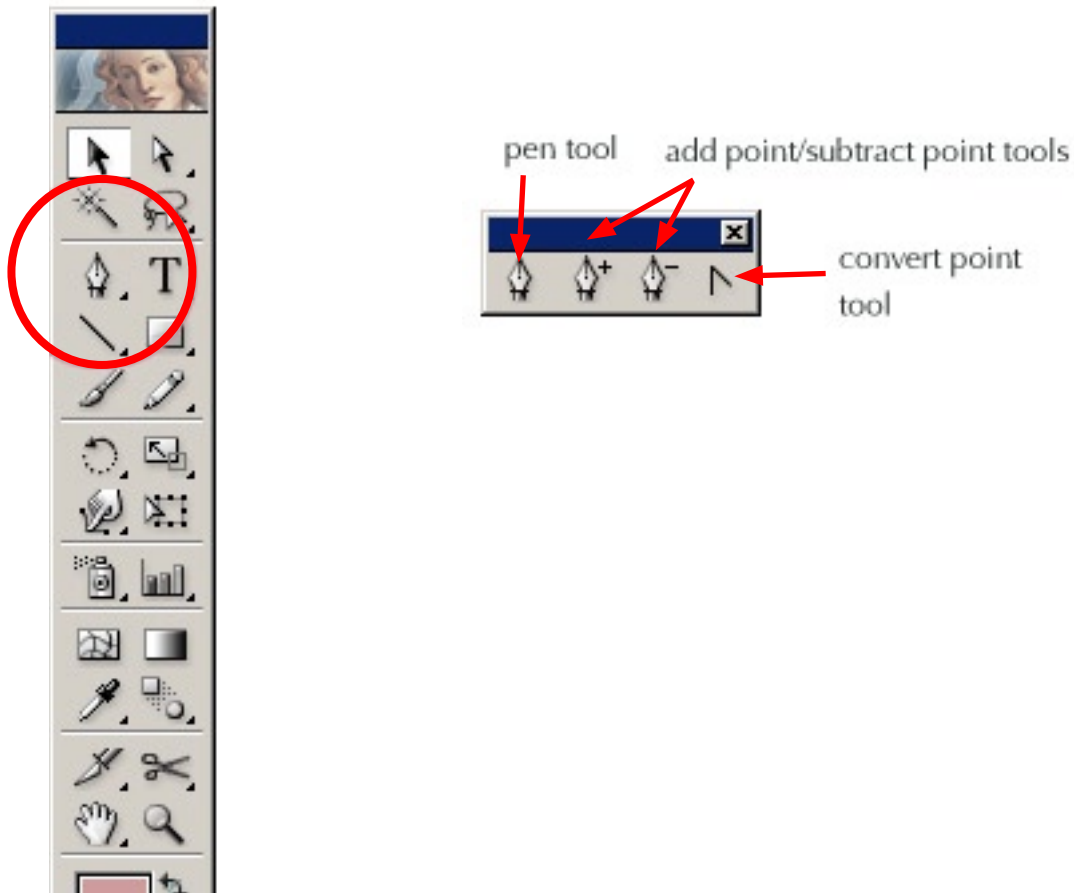 pen tool
add point/subtract point tools
convert point
tool
T